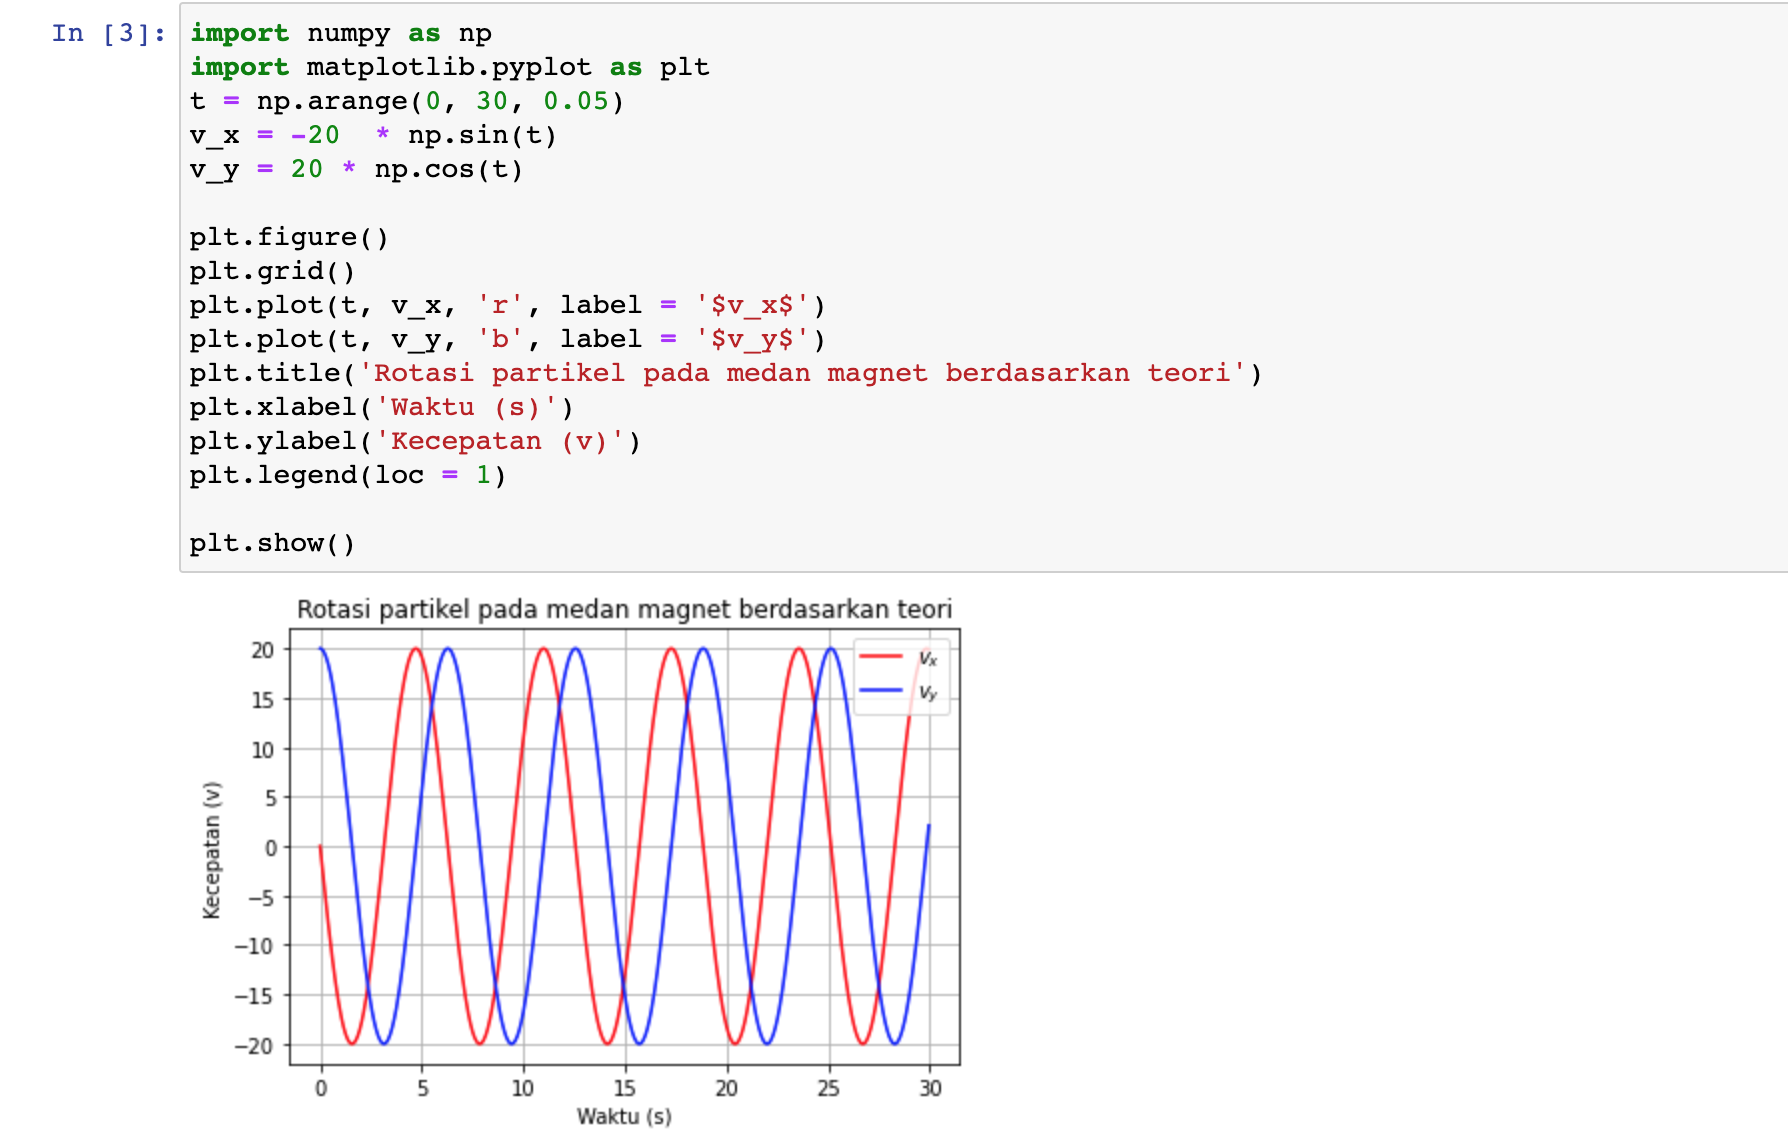 In [3]:
import numpy as np
import matplotlib.pyplot as plt
t = np.arange(0, 30, 0.05)
v_x = -20  * np.sin(t)
v_y = 20 * np.cos(t)
plt.figure()
plt.grid()
plt.plot(t, v_x, 'r', label = '$v_x$')
plt.plot(t, v_y, 'b', label = '$v_y$')
plt.title('Rotasi partikel pada medan magnet berdasarkan teori')
plt.xlabel('Waktu (s)')
plt.ylabel('Kecepatan (v)')
plt.legend(loc = 1)
plt.show()
Rotasi partikel pada medan magnet berdasarkan teori
Kecepatan (v)
20
15
10
5
0
−5
−10
−15
−20
vx
vy
0 5 10 15 20 25 30
Waktu (s)